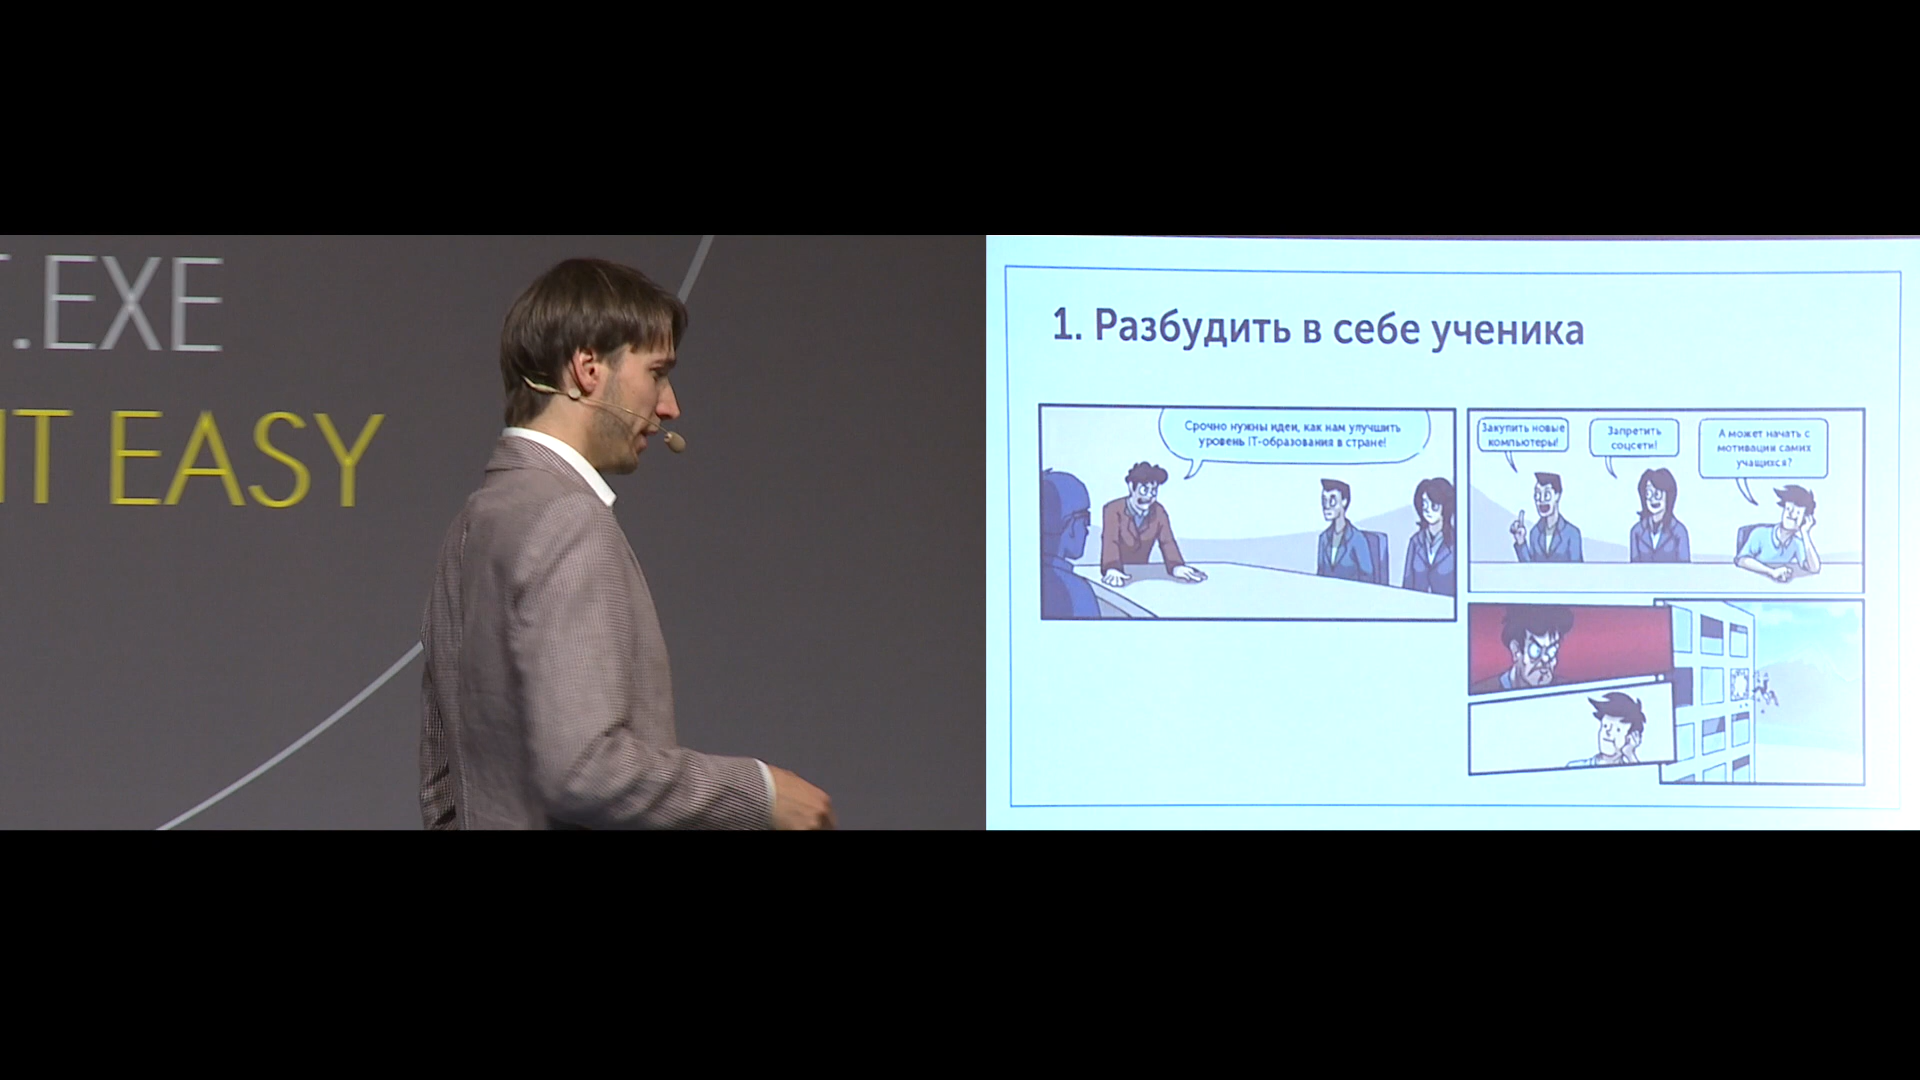 .EXE
IT EASY
1. Разбудить в себе ученика
Срочно нужны идеи, как нам улучшить
уровень IT-образования в стране!
Закупить новые
компьютеры!
Запретить
соцсети!
А может начать с
мотивации самих
учащихся?